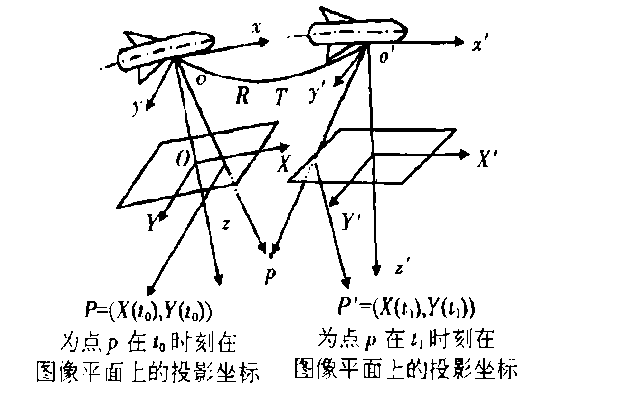 x
x'
o
o'
y
R T
y'
O
X
X'
Y
z
Y'
p
z'
P=(X(t₀),Y(t₀))
为点 p 在 t₀ 时刻在
图像平面上的投影坐标
P'=(X(t₁),Y(t₁))
为点 p 在 t₁ 时刻在
图像平面上的投影坐标